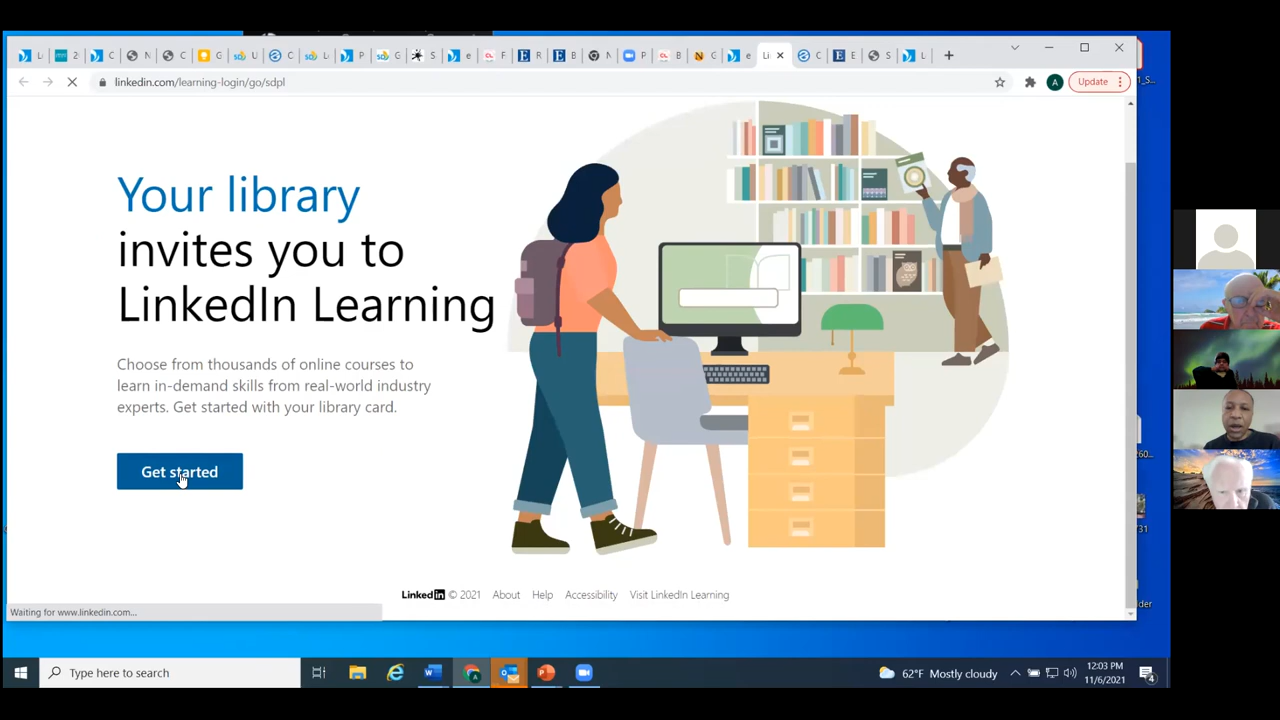 linkedin.com/learning-login/go/sdpl
Update
Your library
invites you to
LinkedIn Learning
Choose from thousands of online courses to
learn in-demand skills from real-world industry
experts. Get started with your library card.
Get started
LinkedIn © 2021 About Help Accessibility Visit LinkedIn Learning
Waiting for www.linkedin.com...
Type here to search
62°F Mostly cloudy
12:03 PM
11/6/2021
4